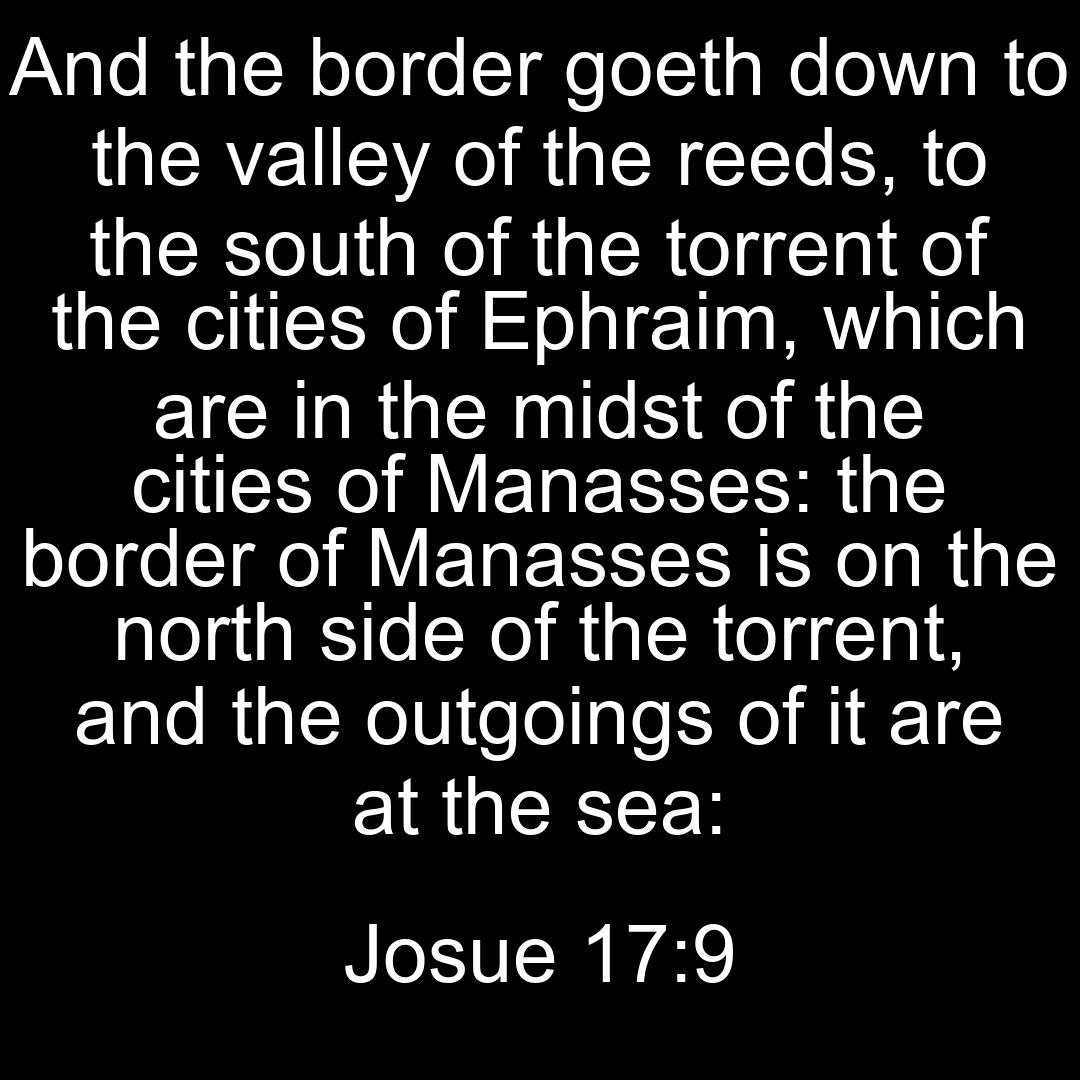 And the border goeth down to
the valley of the reeds, to
the south of the torrent of
the cities of Ephraim, which
are in the midst of the
cities of Manasses: the
border of Manasses is on the
north side of the torrent,
and the outgoings of it are
at the sea:
Josue 17:9